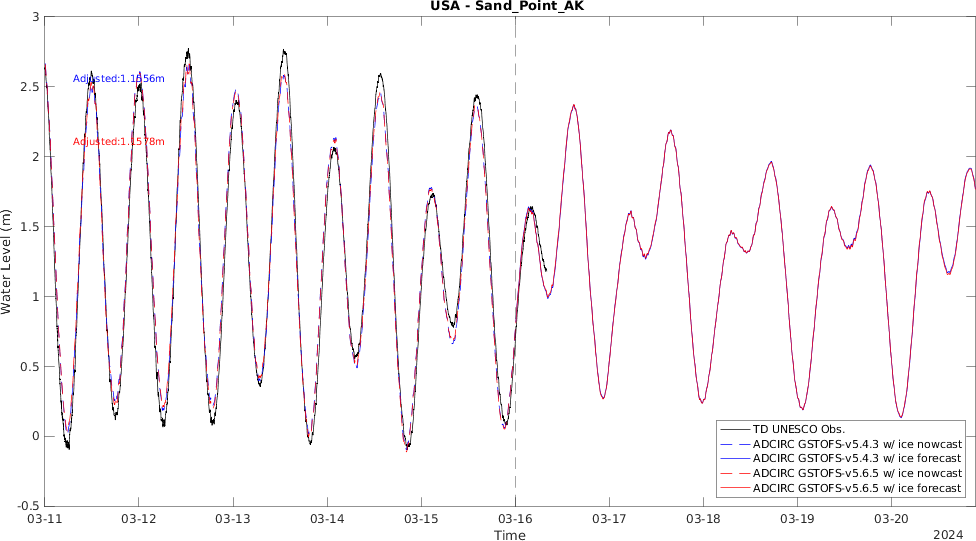 USA - Sand_Point_AK
3
2.5
2
1.5
1
0.5
0
-0.5
Water Level (m)
Adjusted:1.1556m
Adjusted:1.1578m
TD UNESCO Obs.
ADCIRC GSTOFS-v5.4.3 w/ ice nowcast
ADCIRC GSTOFS-v5.4.3 w/ ice forecast
ADCIRC GSTOFS-v5.6.5 w/ ice nowcast
ADCIRC GSTOFS-v5.6.5 w/ ice forecast
03-11 03-12 03-13 03-14 03-15 03-16 03-17 03-18 03-19 03-20
Time
2024